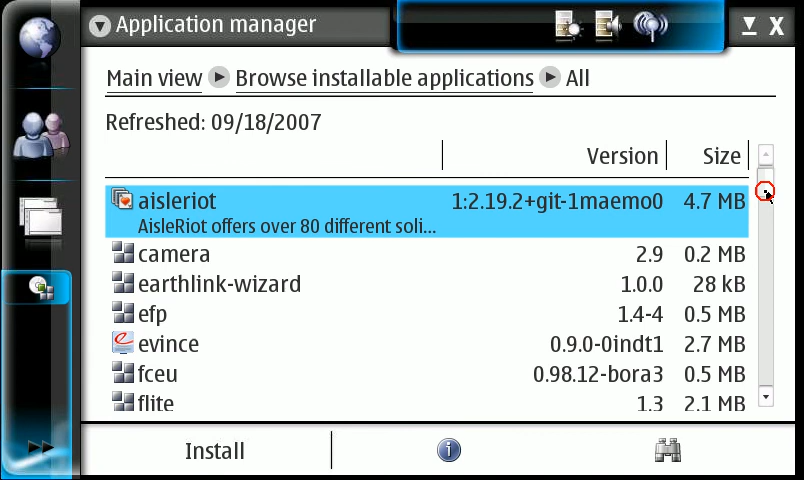 Application manager
Main view Browse installable applications All
Refreshed: 09/18/2007
Version Size
aisleriot 1:2.19.2+git-1maemo0 4.7 MB
AisleRiot offers over 80 different soli...
camera 2.9 0.2 MB
earthlink-wizard 1.0.0 28 kB
efp 1.4-4 0.5 MB
evince 0.9.0-0indt1 2.7 MB
fceu 0.98.12-bora3 0.5 MB
flite 1.3 2.1 MB
Install